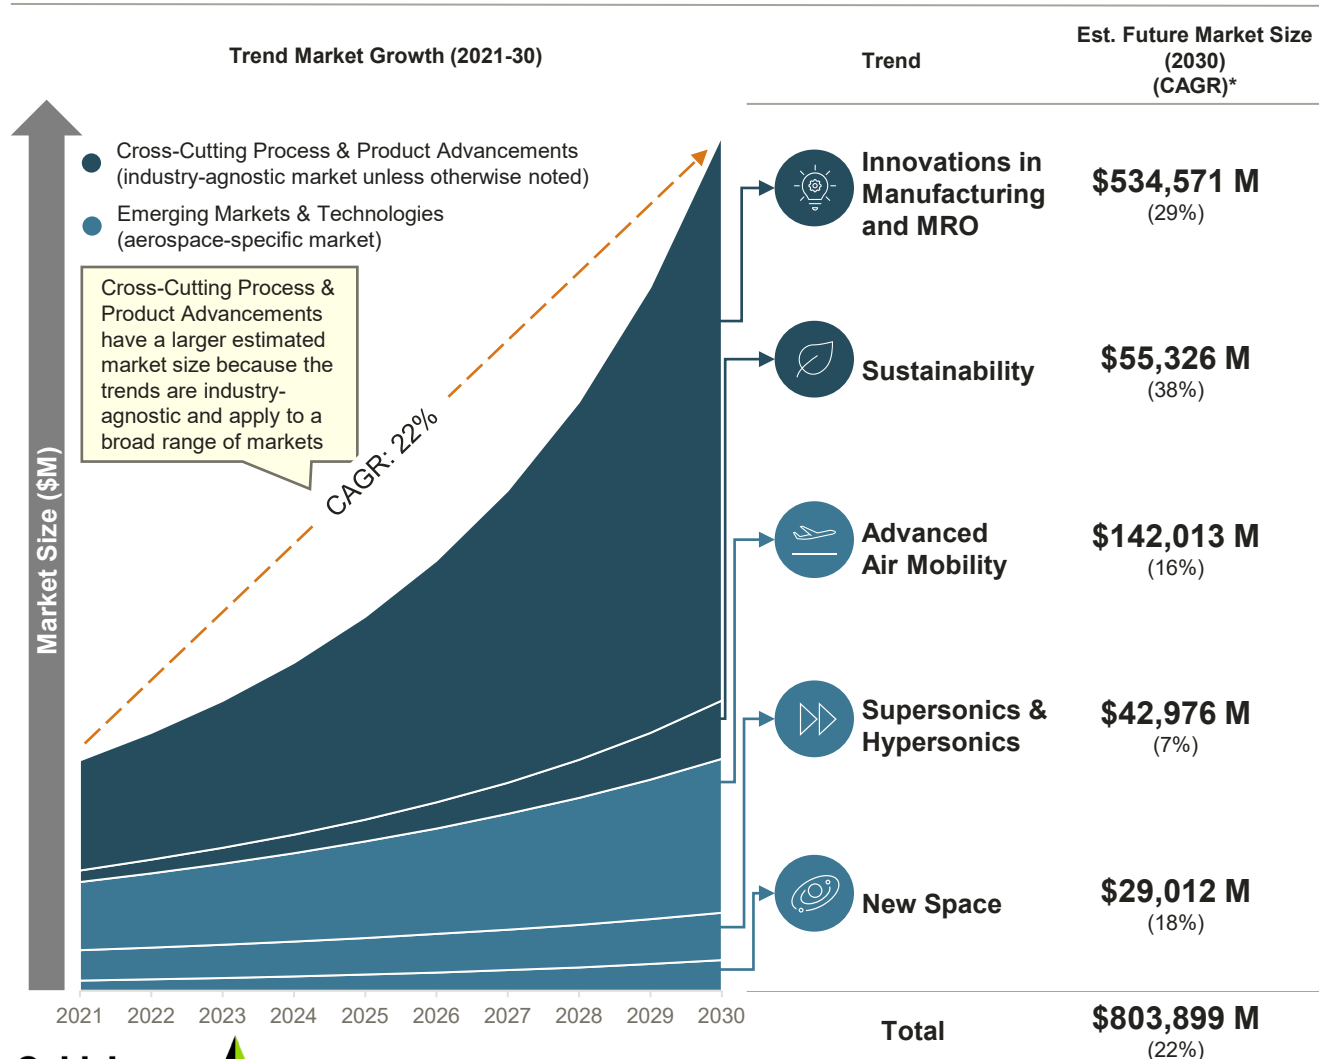 Trend Market Growth (2021-30)
Trend
Est. Future Market Size
(2030)
(CAGR)*
Cross-Cutting Process & Product Advancements
(industry-agnostic market unless otherwise noted)
Emerging Markets & Technologies
(aerospace-specific market)
Cross-Cutting Process &
Product Advancements
have a larger estimated
market size because the
trends are industry-
agnostic and apply to a
broad range of markets
CAGR: 22%
Market Size ($M)
Innovations in
Manufacturing
and MRO
$534,571 M
(29%)
Sustainability
$55,326 M
(38%)
Advanced
Air Mobility
$142,013 M
(16%)
Supersonics &
Hypersonics
$42,976 M
(7%)
New Space
$29,012 M
(18%)
2021 2022 2023 2024 2025 2026 2027 2028 2029 2030
Total
$803,899 M
(22%)